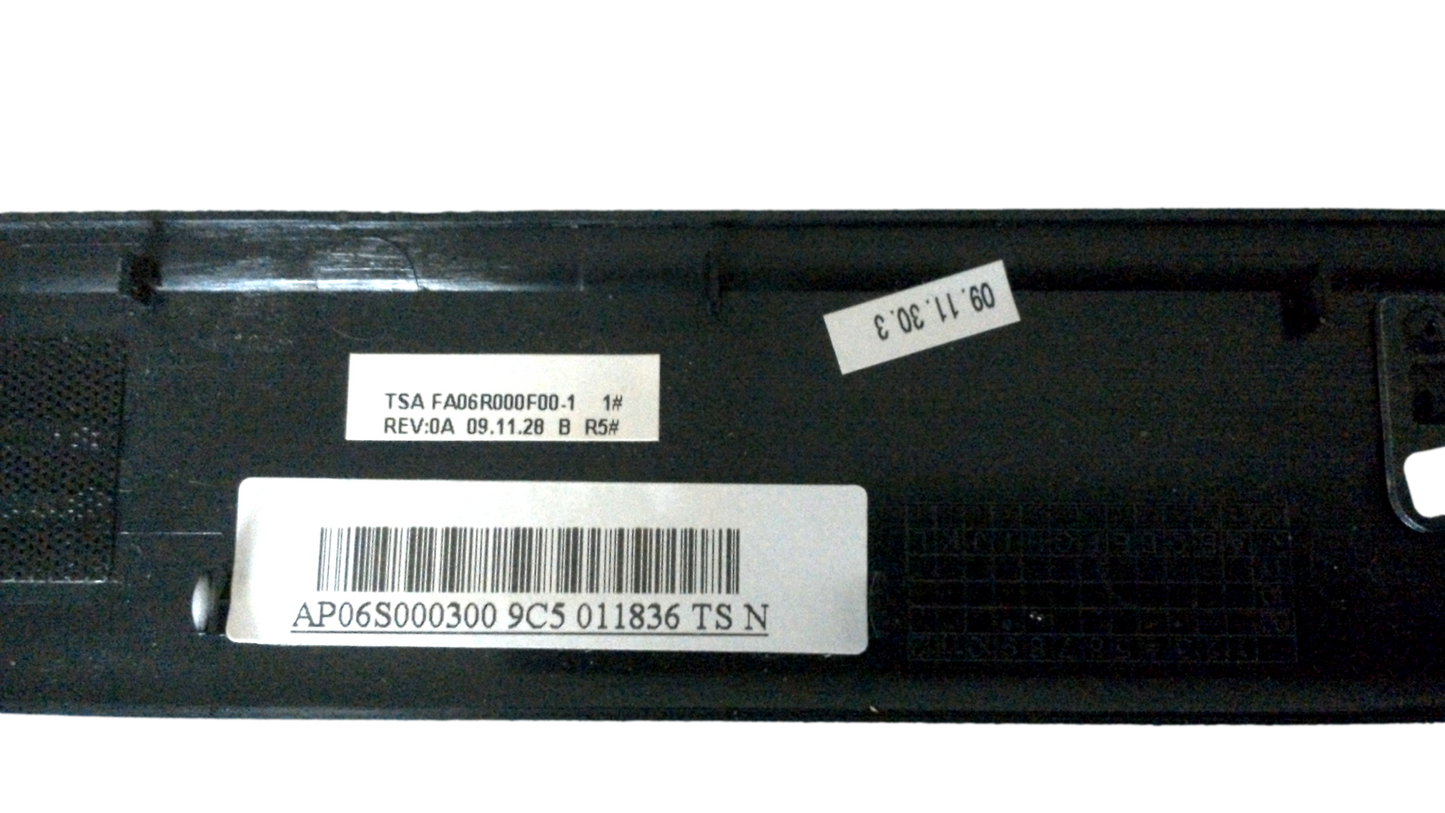 09.11.30.3
TSA FA06R000F00-1 1#
REV:0A 09.11.28 B R5#
AP06S000300 9C5 011836 TS N